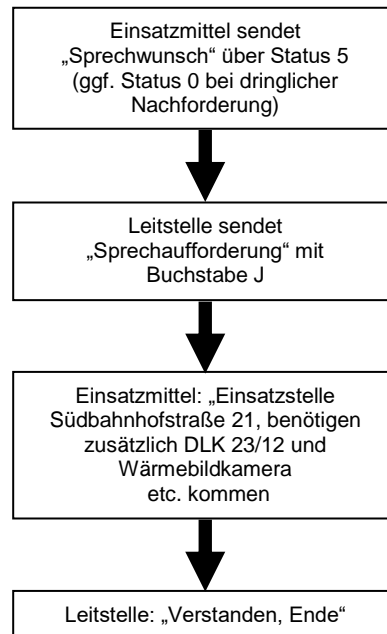 Einsatzmittel sendet
„Sprechwunsch“ über Status 5
(ggf. Status 0 bei dringlicher
Nachforderung)
Leitstelle sendet
„Sprechaufforderung“ mit
Buchstabe J
Einsatzmittel: „Einsatzstelle
Südbahnhofstraße 21, benötigen
zusätzlich DLK 23/12 und
Wärmebildkamera
etc. kommen
Leitstelle: „Verstanden, Ende“